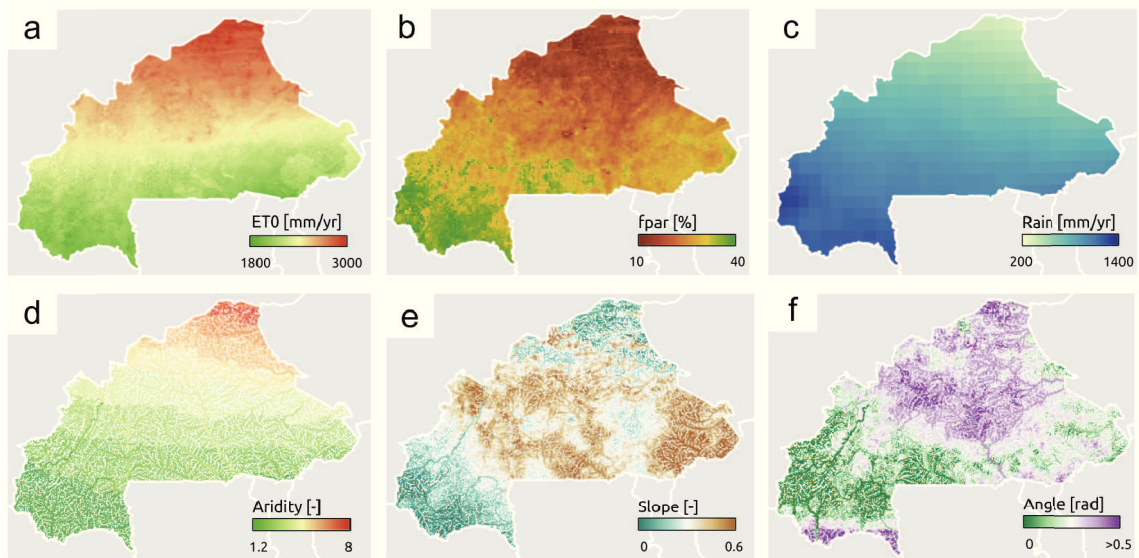 a
b
c
ET0 [mm/yr]
1800 3000
fpar [%]
10 40
Rain [mm/yr]
200 1400
d
e
f
Aridity [-]
1.2 8
Slope [-]
0 0.6
Angle [rad]
0 >0.5